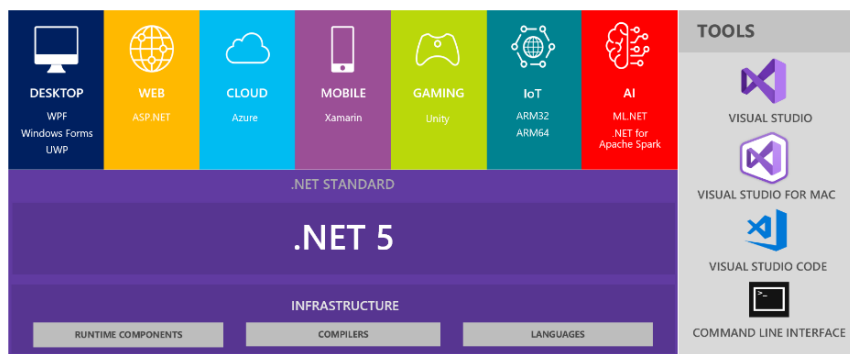 DESKTOP
WPF
Windows Forms
UWP
WEB
ASP.NET
CLOUD
Azure
MOBILE
Xamarin
GAMING
Unity
IoT
ARM32
ARM64
AI
ML.NET
.NET for
Apache Spark
.NET STANDARD
.NET 5
INFRASTRUCTURE
RUNTIME COMPONENTS
COMPILERS
LANGUAGES
TOOLS
VISUAL STUDIO
VISUAL STUDIO FOR MAC
VISUAL STUDIO CODE
>_
COMMAND LINE INTERFACE